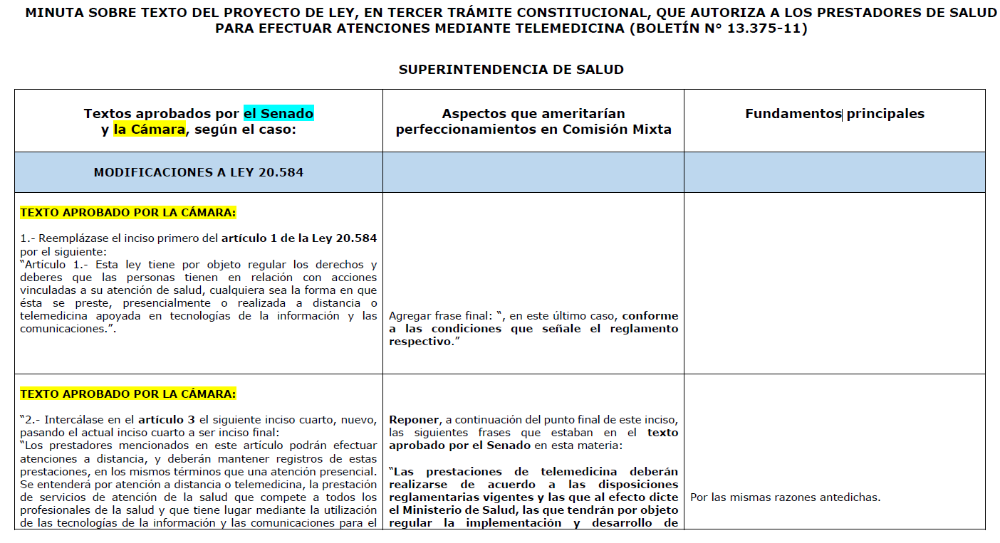 MINUTA SOBRE TEXTO DEL PROYECTO DE LEY, EN TERCER TRÁMITE CONSTITUCIONAL, QUE AUTORIZA A LOS PRESTADORES DE SALUD
PARA EFECTUAR ATENCIONES MEDIANTE TELEMEDICINA (BOLETÍN N° 13.375-11)
SUPERINTENDENCIA DE SALUD
Textos aprobados por el Senado
y la Cámara, según el caso:
Aspectos que ameritarían
perfeccionamientos en Comisión Mixta
Fundamentos principales
MODIFICACIONES A LEY 20.584
TEXTO APROBADO POR LA CÁMARA:
1.- Reemplázase el inciso primero del artículo 1 de la Ley 20.584
por el siguiente:
“Artículo 1.- Esta ley tiene por objeto regular los derechos y
deberes que las personas tienen en relación con acciones
vinculadas a su atención de salud, cualquiera sea la forma en que
ésta se preste, presencialmente o realizada a distancia o
telemedicina apoyada en tecnologías de la información y las
comunicaciones.”.
Agregar frase final: “, en este último caso, conforme
a las condiciones que señale el reglamento
respectivo.”
TEXTO APROBADO POR LA CÁMARA:
“2.- Intercálase en el artículo 3 el siguiente inciso cuarto, nuevo,
pasando el actual inciso cuarto a ser inciso final:
“Los prestadores mencionados en este artículo podrán efectuar
atenciones a distancia, y deberán mantener registros de estas
prestaciones, en los mismos términos que una atención presencial.
Se entenderá por atención a distancia o telemedicina, la prestación
de servicios de atención de la salud que compete a todos los
profesionales de la salud y que tiene lugar mediante la utilización
de las tecnologías de la información y las comunicaciones para el
Reponer, a continuación del punto final de este inciso,
las siguientes frases que estaban en el texto
aprobado por el Senado en esta materia:
“Las prestaciones de telemedicina deberán
realizarse de acuerdo a las disposiciones
reglamentarias vigentes y las que al efecto dicte
el Ministerio de Salud, las que tendrán por objeto
regular la implementación y desarrollo de
Por las mismas razones antedichas.